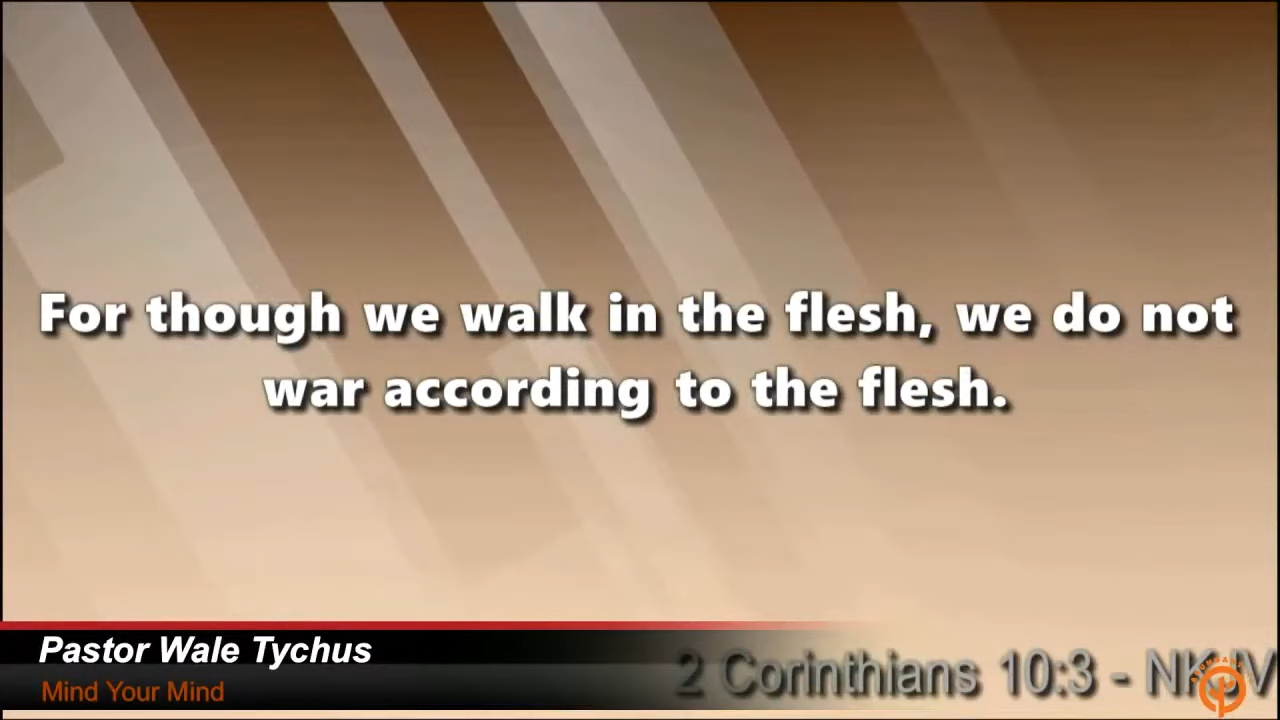 For though we walk in the flesh, we do not
war according to the flesh.
Pastor Wale Tychus
Mind Your Mind
2 Corinthians 10:3 - NKJV